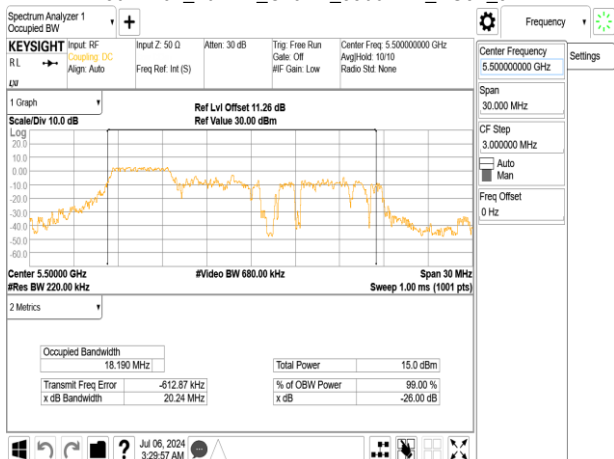 Spectrum Analyzer 1
Occupied BW
KEYSIGHT
RL
Input: RF
Coupling: DC
Align: Auto
Input Z: 50 Ω
Freq Ref: Int (S)
Atten: 30 dB
Trig: Free Run
Gate: Off
#IF Gain: Low
Center Freq: 5.500000000 GHz
Avg|Hold: 10/10
Radio Std: None
1 Graph
Scale/Div 10.0 dB
Ref Lvl Offset 11.26 dB
Ref Value 30.00 dBm
Log
20.0
10.0
0.00
-10.0
-20.0
-30.0
-40.0
-50.0
-60.0
Center 5.50000 GHz
#Res BW 220.00 kHz
#Video BW 680.00 kHz
Span 30 MHz
Sweep 1.00 ms (1001 pts)
2 Metrics
Occupied Bandwidth
18.190 MHz
Transmit Freq Error -612.87 kHz
x dB Bandwidth 20.24 MHz
Total Power 15.0 dBm
% of OBW Power 99.00 %
x dB -26.00 dB
Jul 06, 2024
3:29:57 AM
Frequency
Center Frequency
5.500000000 GHz
Span
30.000 MHz
CF Step
3.000000 MHz
Auto
Man
Freq Offset
0 Hz
Settings